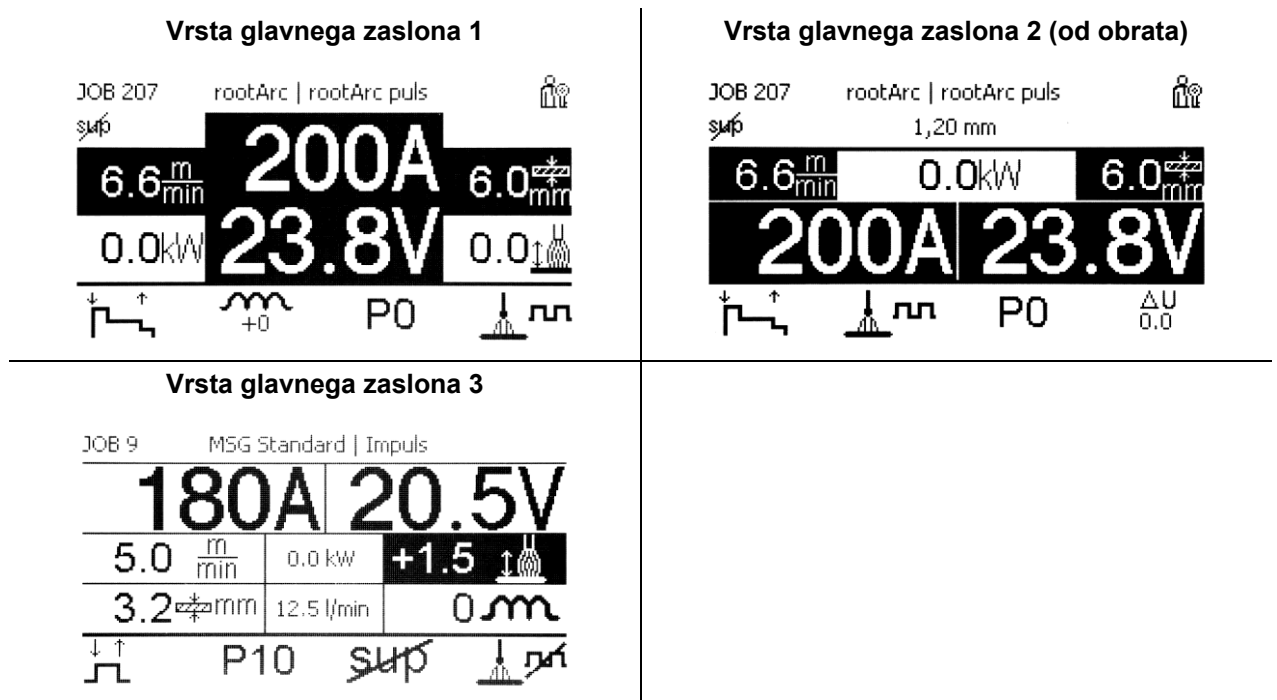 Vrsta glavnega zaslona 1
JOB 207 rootArc | rootArc puls
sup
200A
6.6 m/min 6.0 mm
23.8V
0.0kW 0.0
+0 P0
Vrsta glavnega zaslona 2 (od obrata)
JOB 207 rootArc | rootArc puls
sup 1,20 mm
6.6 m/min 0.0kW 6.0 mm
200A 23.8V
P0 ΔU
0.0
Vrsta glavnega zaslona 3
JOB 9 MSG Standard | Impuls
180A 20.5V
5.0 m/min 0.0 kW +1.5
3.2 mm 12.5 l/min 0
P10 sup